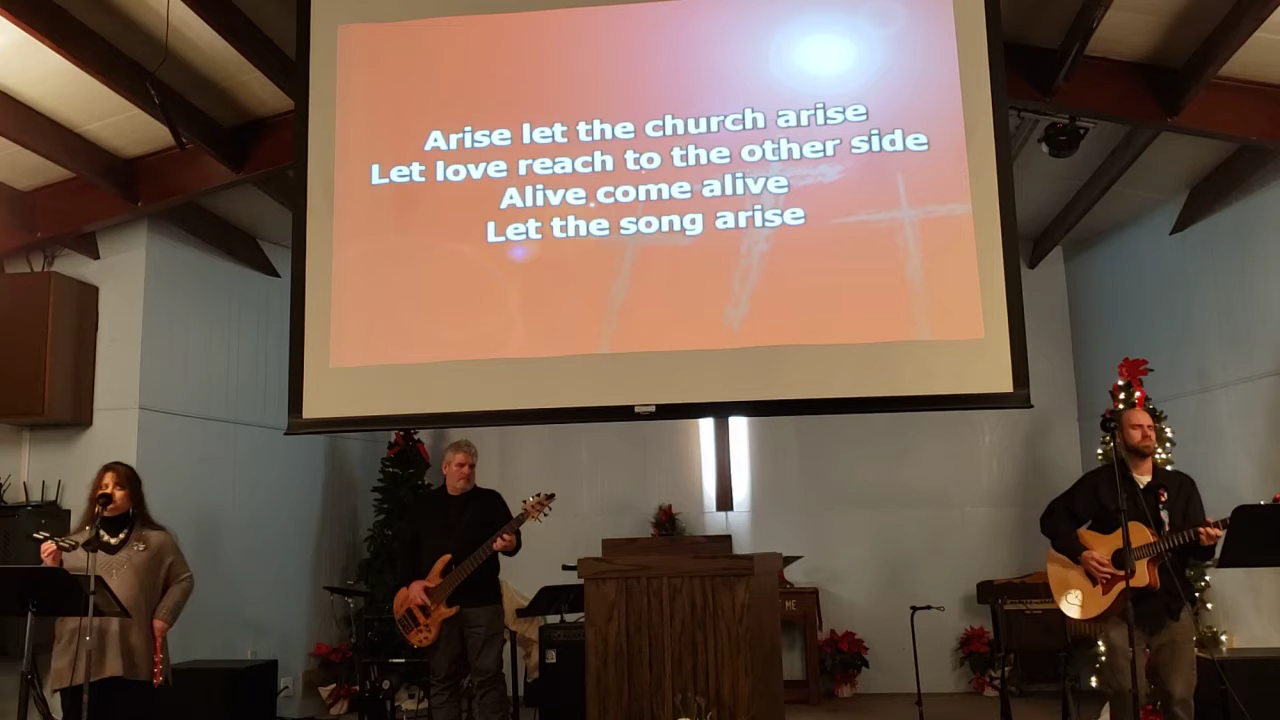 Arise let the church arise
Let love reach to the other side
Alive come alive
Let the song arise
ME